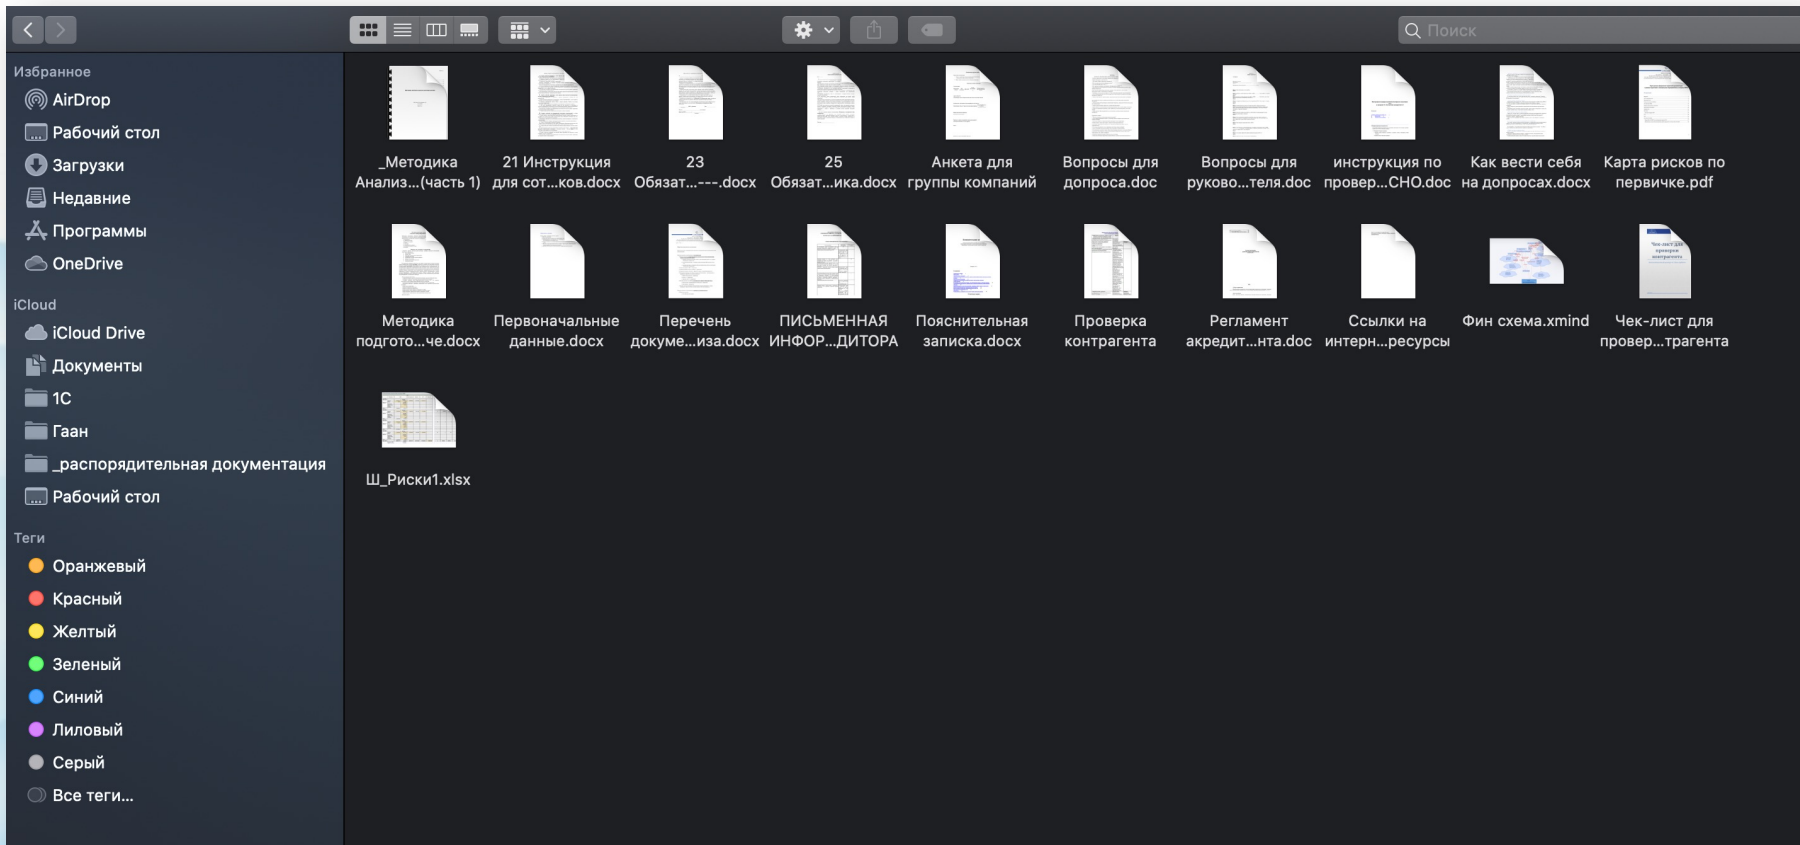 Поиск
Избранное
AirDrop
Рабочий стол
Загрузки
Недавние
Программы
OneDrive
iCloud
iCloud Drive
Документы
1С
Гаан
_распорядительная документация
Рабочий стол
Теги
Оранжевый
Красный
Желтый
Зеленый
Синий
Лиловый
Серый
Все теги...
_Методика
Анализ...(часть 1)
21 Инструкция
для сот...ков.docx
23
Обязат...---.docx
25
Обязат...ика.docx
Анкета для
группы компаний
Вопросы для
допроса.doc
Вопросы для
руково...теля.doc
инструкция по
провер...СНО.doc
Как вести себя
на допросах.docx
Карта рисков по
первичке.pdf
Методика
подгото...че.docx
Первоначальные
данные.docx
Перечень
докуме...иза.docx
ПИСЬМЕННАЯ
ИНФОР...ДИТОРА
Пояснительная
записка.docx
Проверка
контрагента
Регламент
акредит...нта.doc
Ссылки на
интерн...ресурсы
Фин схема.xmind
Чек-лист для
провер...трагента
Чек-лист для
проверки
контрагента
Ш_Риски1.xlsx